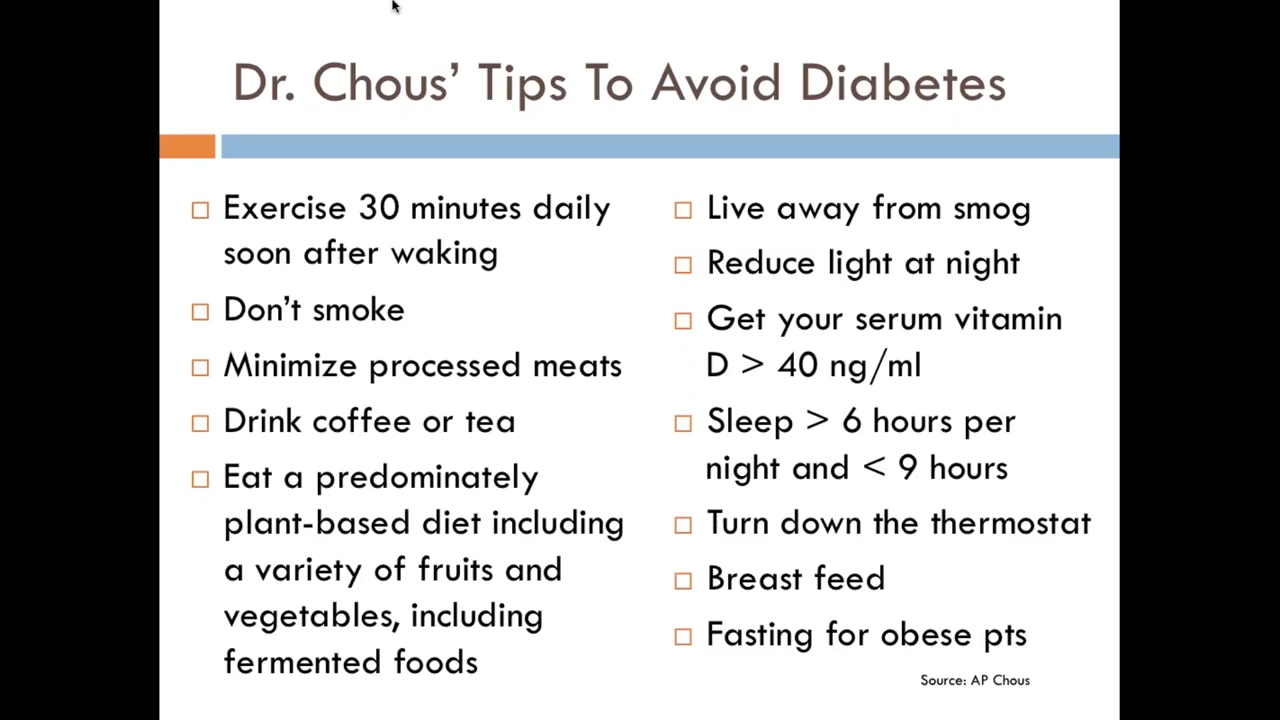 Dr. Chous’ Tips To Avoid Diabetes
Exercise 30 minutes daily
soon after waking
Don’t smoke
Minimize processed meats
Drink coffee or tea
Eat a predominately
plant-based diet including
a variety of fruits and
vegetables, including
fermented foods
Live away from smog
Reduce light at night
Get your serum vitamin
D > 40 ng/ml
Sleep > 6 hours per
night and < 9 hours
Turn down the thermostat
Breast feed
Fasting for obese pts
Source: AP Chous